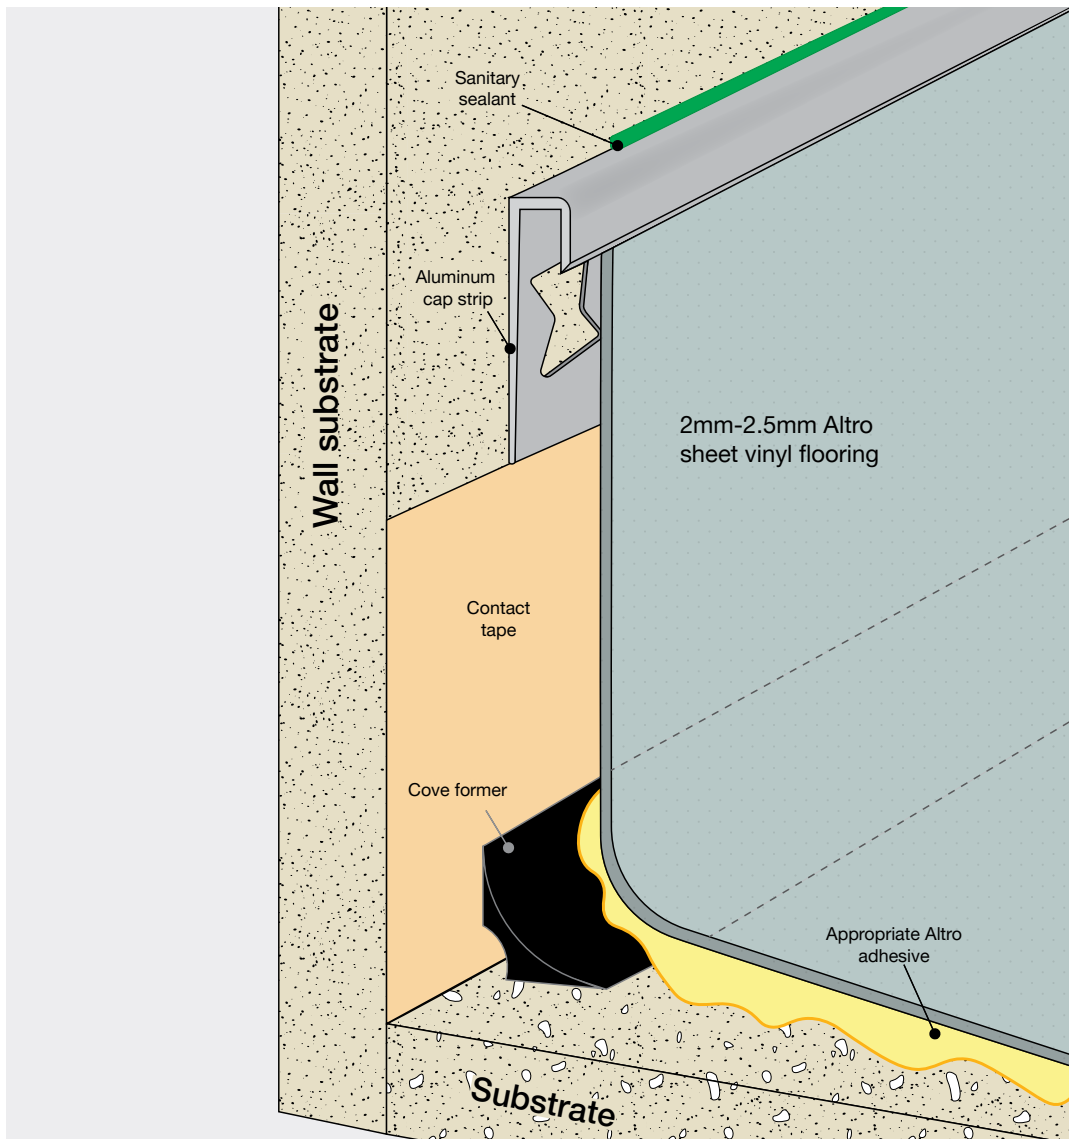 Sanitary
sealant
Aluminum
cap strip
Wall substrate
2mm-2.5mm Altro
sheet vinyl flooring
Contact
tape
Cove former
Appropriate Altro
adhesive
Substrate